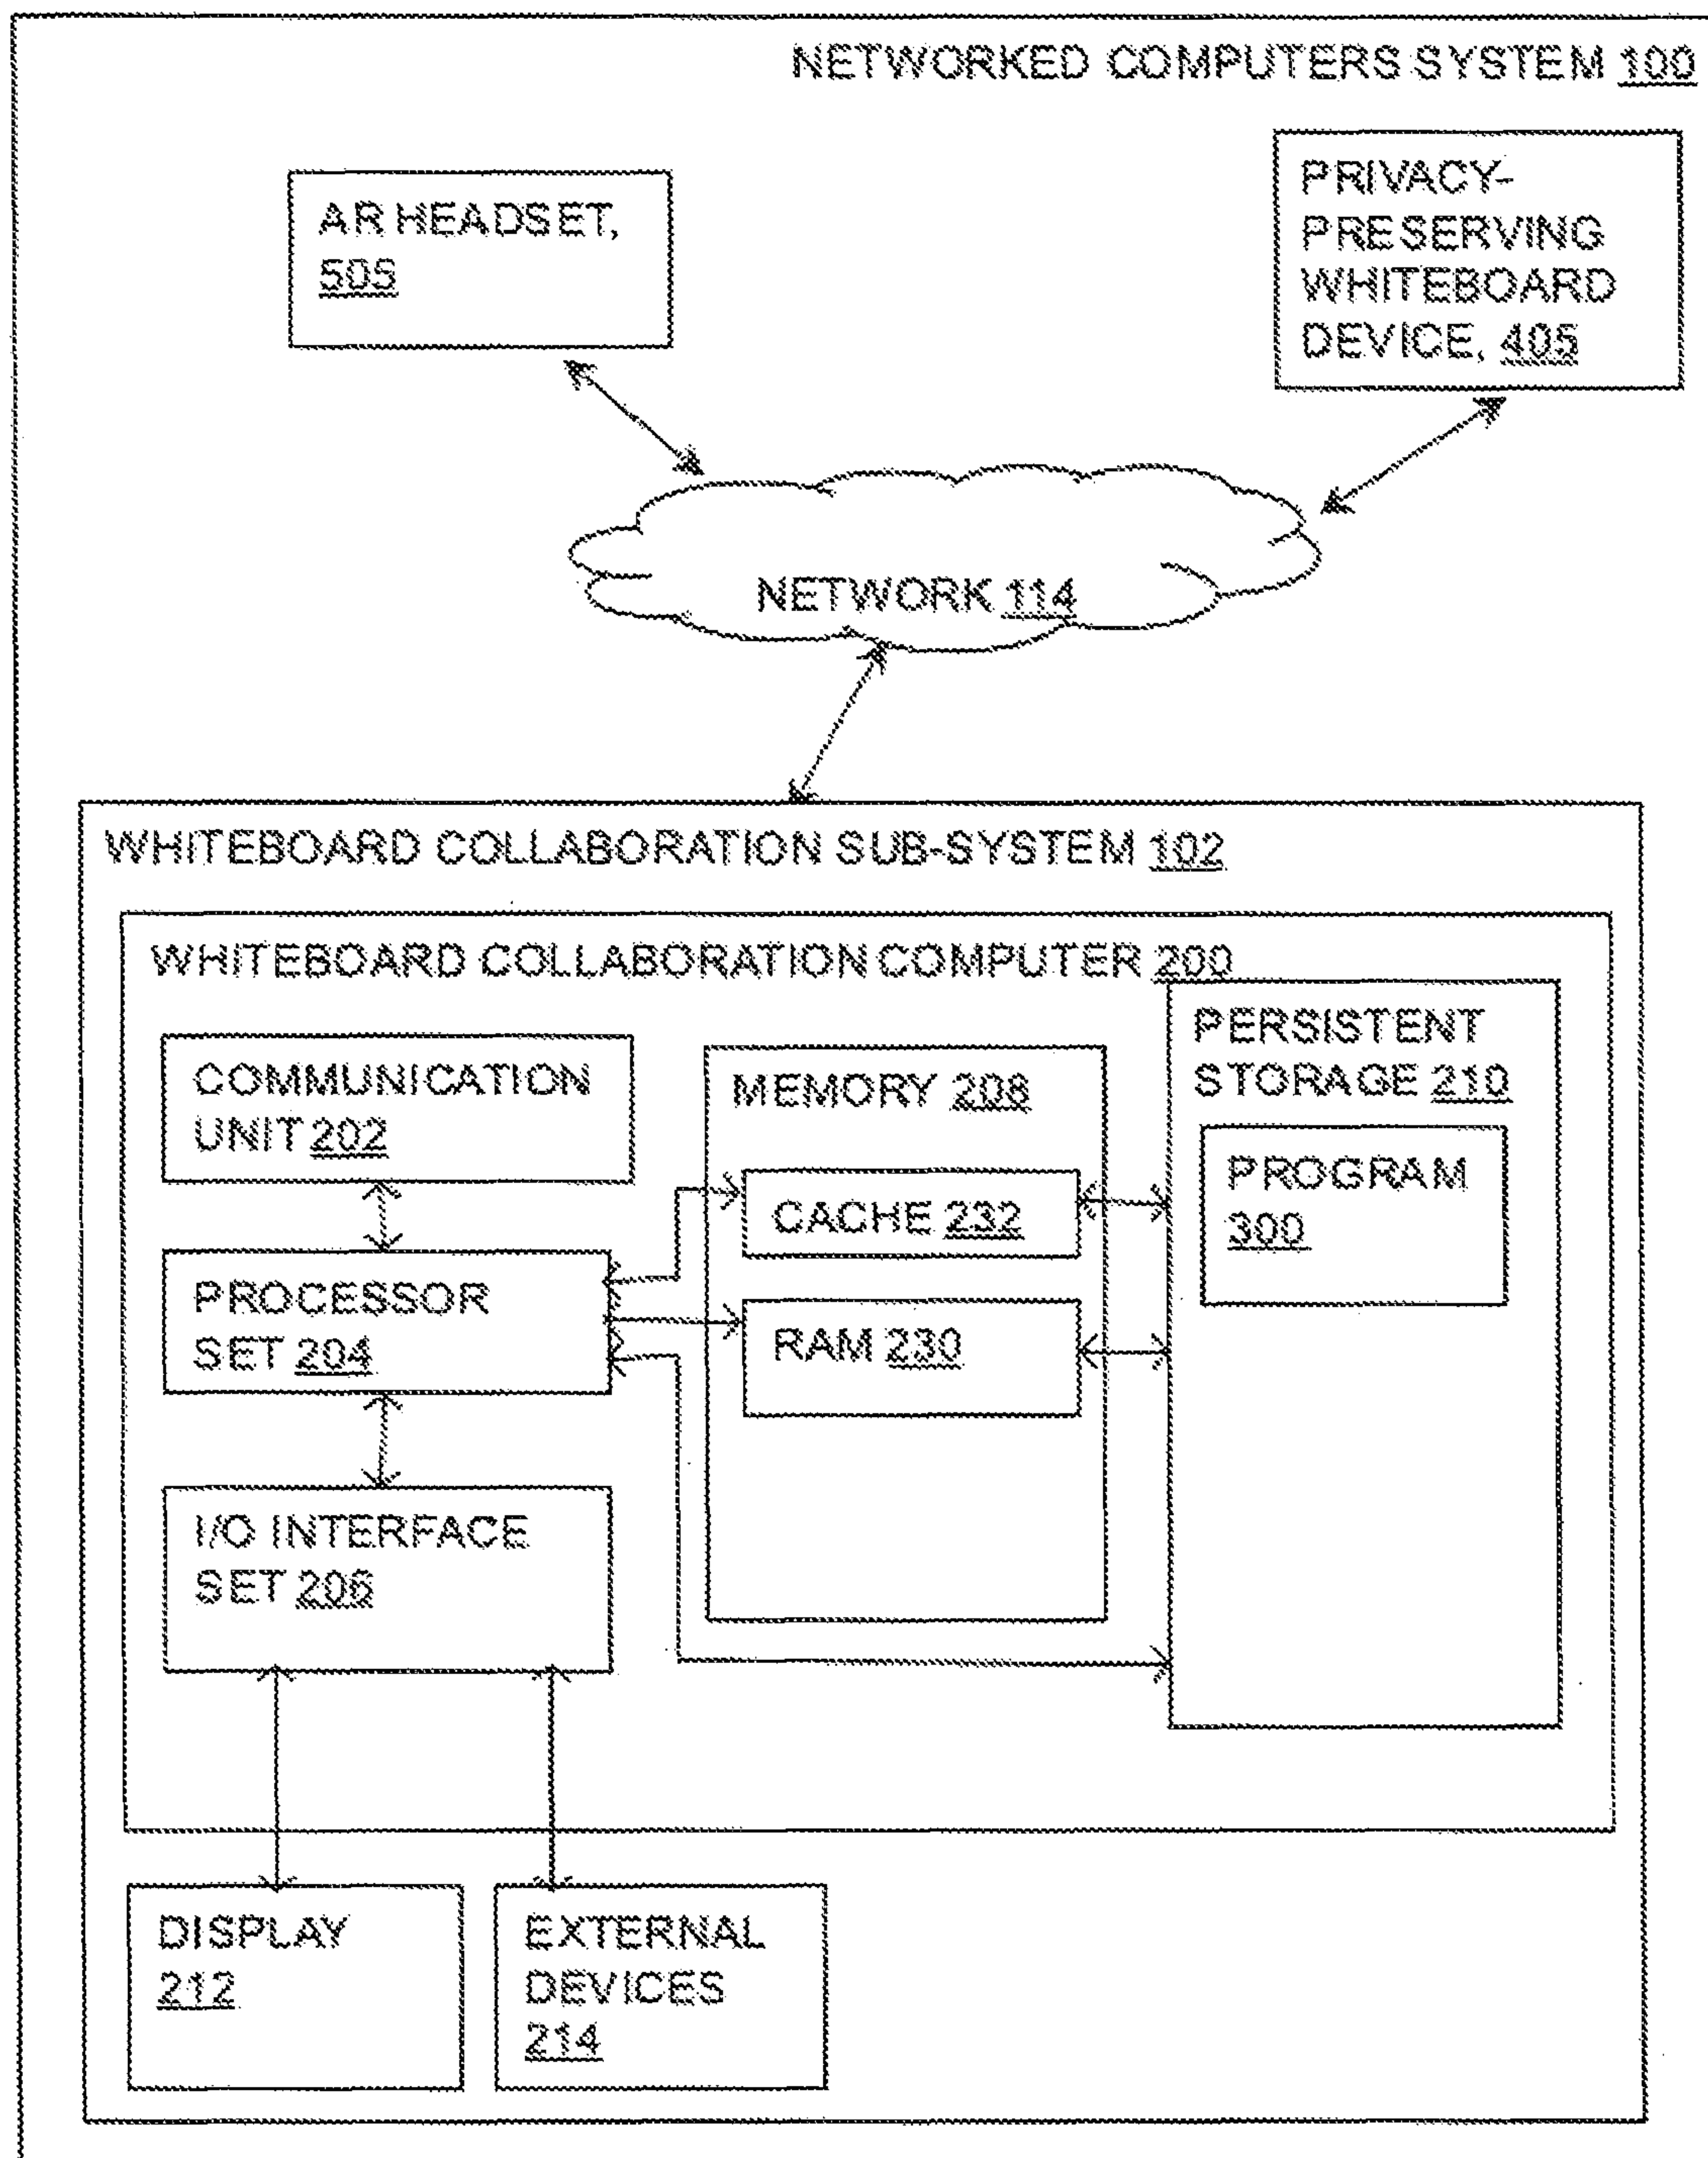 NETWORKED COMPUTERS SYSTEM 100
AR HEADSET,
505
PRIVACY-
PRESERVING
WHITEBOARD
DEVICE, 405
NETWORK 114
WHITEBOARD COLLABORATION SUB-SYSTEM 102
WHITEBOARD COLLABORATION COMPUTER 200
COMMUNICATION
UNIT 202
PROCESSOR
SET 204
I/O INTERFACE
SET 206
MEMORY 208
CACHE 232
RAM 230
PERSISTENT
STORAGE 210
PROGRAM
300
DISPLAY
212
EXTERNAL
DEVICES
214